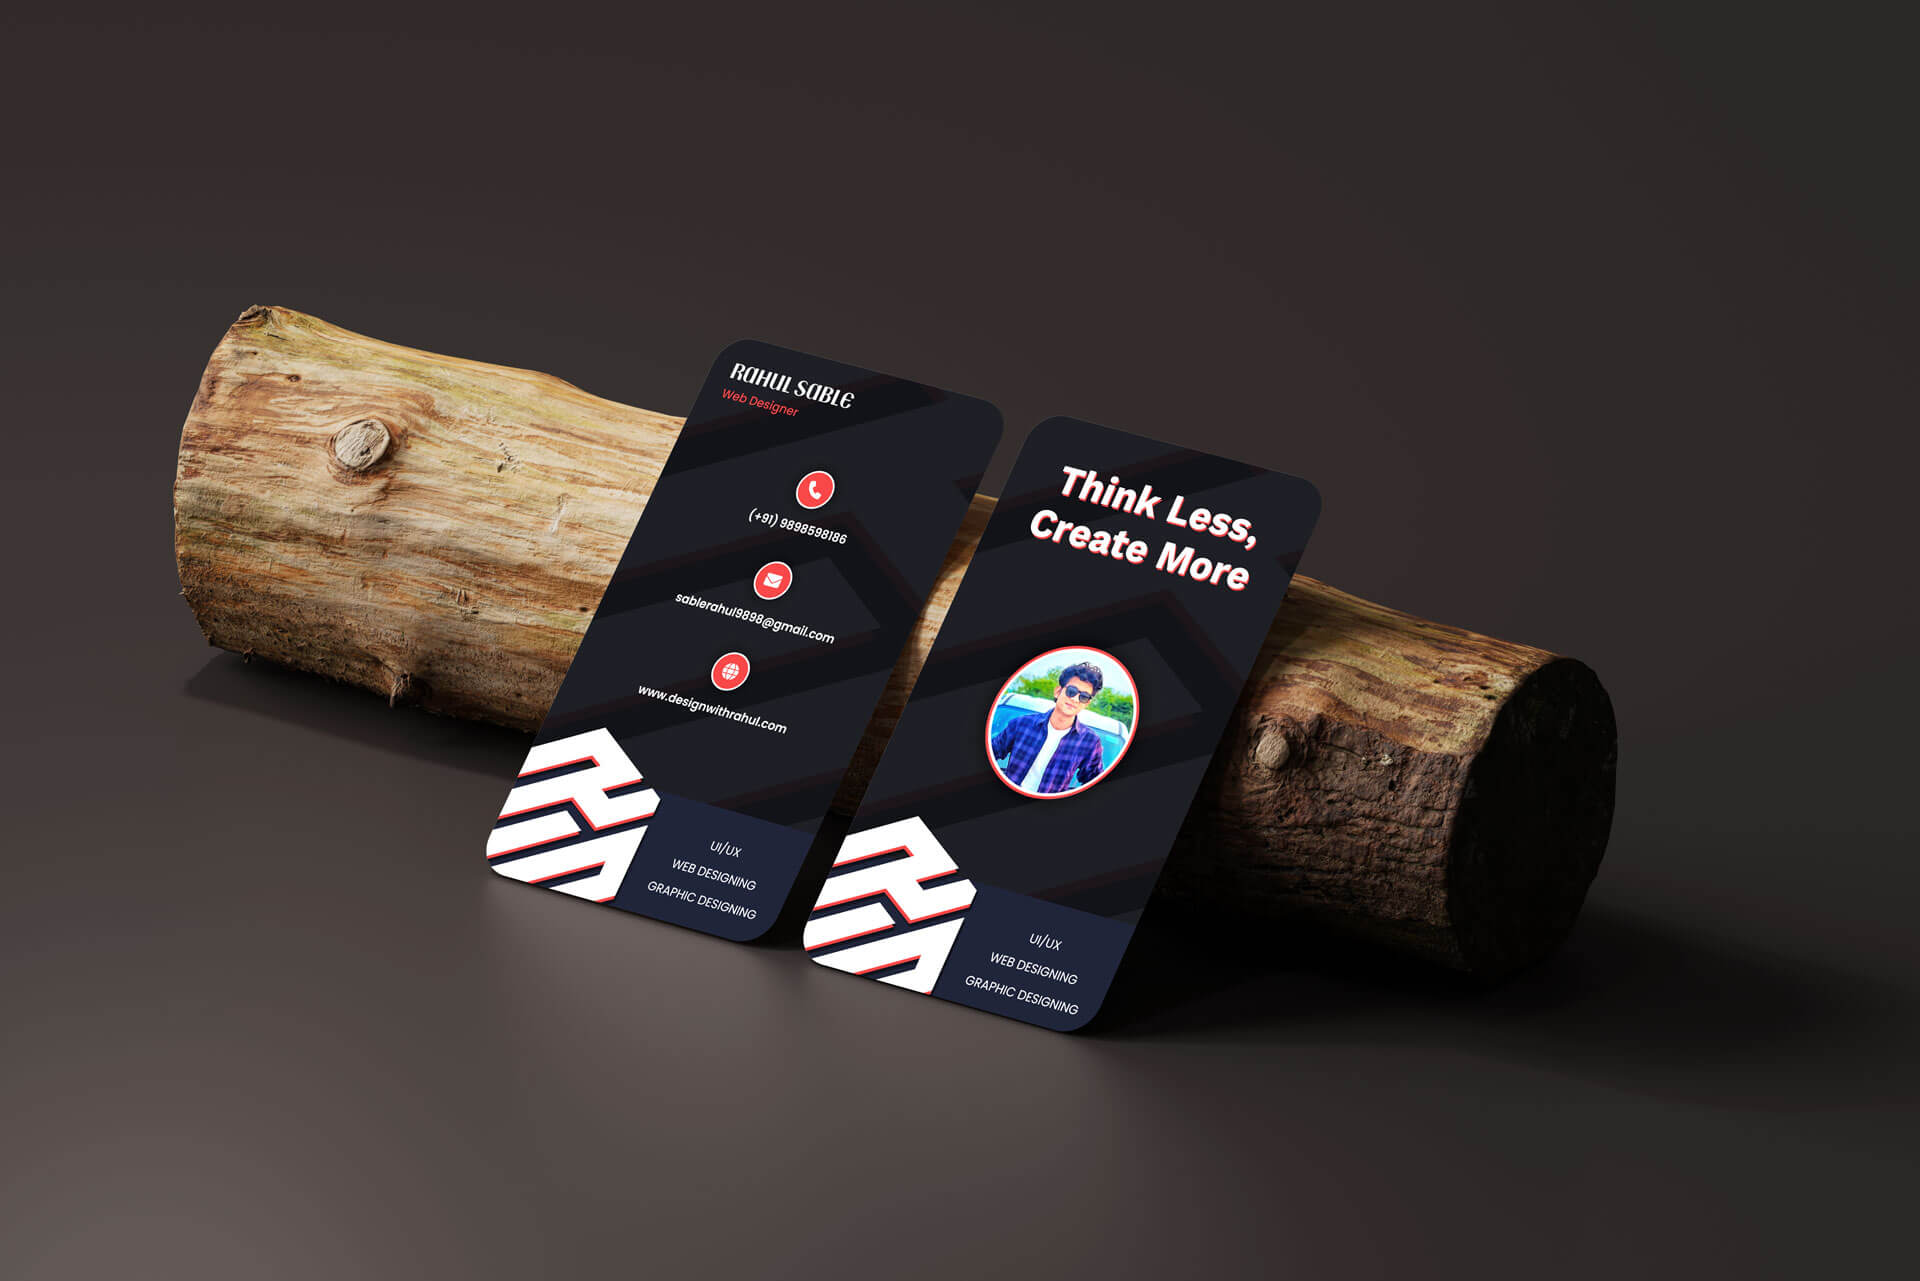 RAHUL SABLE
Web Designer
(+91) 9898598186
sablerahul9898@gmail.com
www.designwithrahul.com
UI/UX
WEB DESIGNING
GRAPHIC DESIGNING
Think Less,
Create More
UI/UX
WEB DESIGNING
GRAPHIC DESIGNING